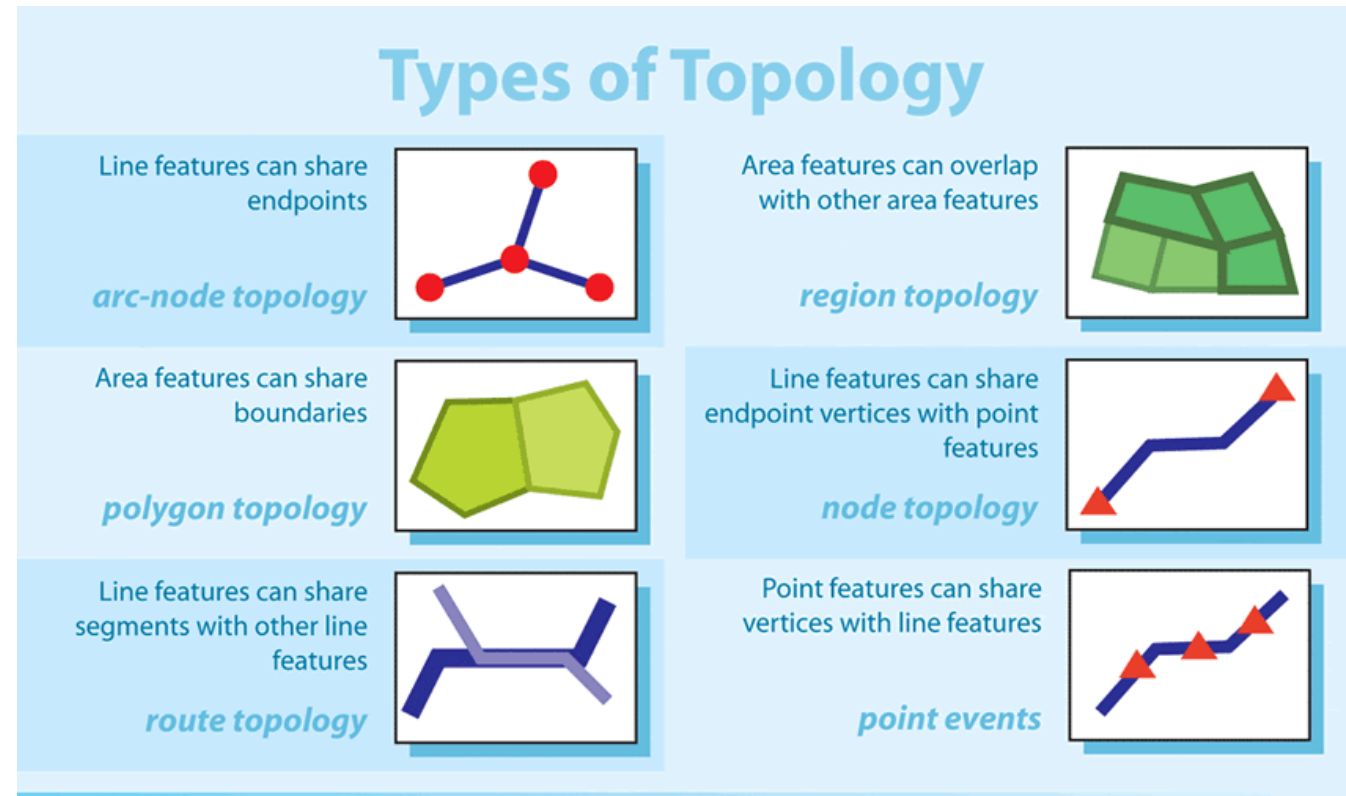 Types of Topology
Line features can share
endpoints
arc-node topology
Area features can overlap
with other area features
region topology
Area features can share
boundaries
polygon topology
Line features can share
endpoint vertices with point
features
node topology
Line features can share
segments with other line
features
route topology
Point features can share
vertices with line features
point events